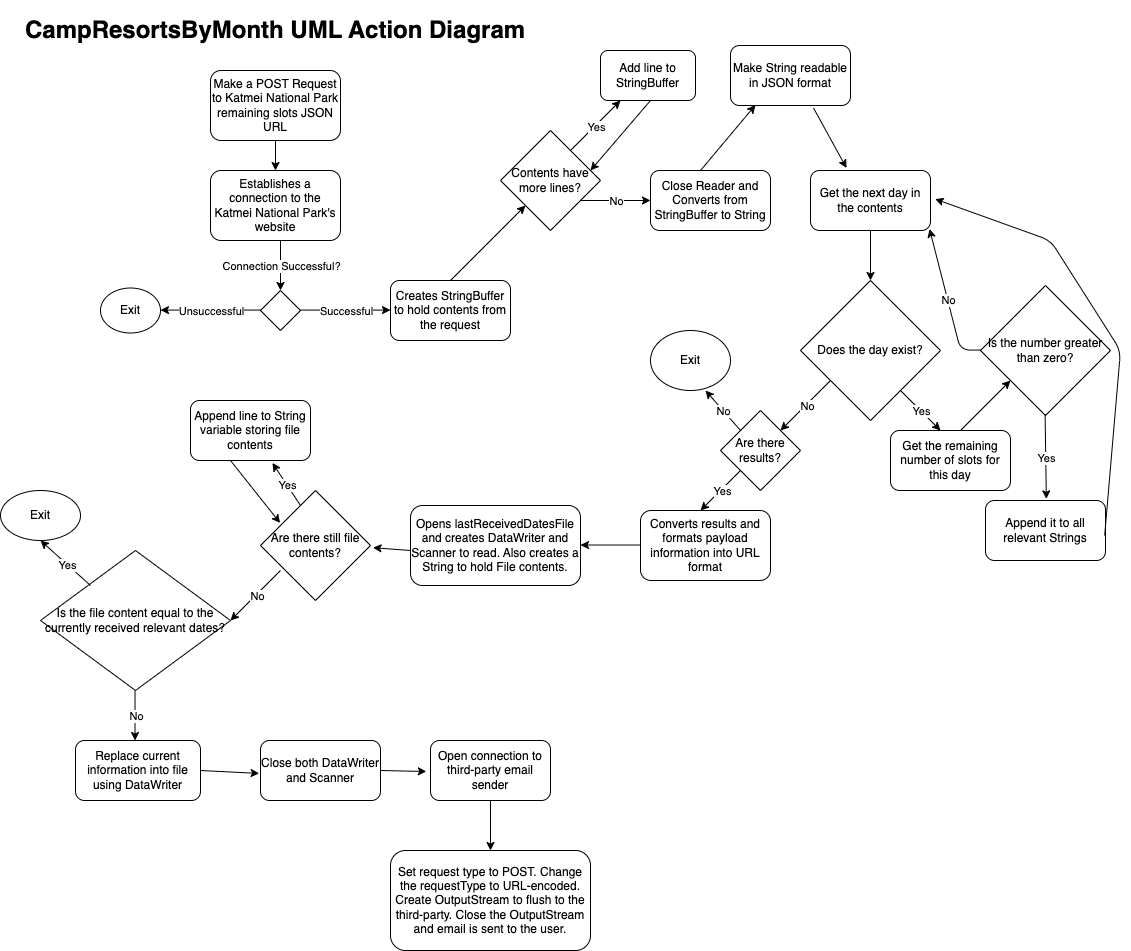 CampResortsByMonth UML Action Diagram
Make a POST Request
to Katmei National Park
remaining slots JSON
URL
Establishes a
connection to the
Katmei National Park's
website
Connection Successful?
Exit
Unsuccessful
Successful
Creates StringBuffer
to hold contents from
the request
Contents have
more lines?
Yes
Add line to
StringBuffer
No
Close Reader and
Converts from
StringBuffer to String
Make String readable
in JSON format
Get the next day in
the contents
Does the day exist?
Yes
Get the remaining
number of slots for
this day
Is the number greater
than zero?
No
Yes
Append it to all
relevant Strings
No
Are there
results?
No
Exit
Yes
Converts results and
formats payload
information into URL
format
Opens lastReceivedDatesFile
and creates DataWriter and
Scanner to read. Also creates a
String to hold File contents.
Are there still file
contents?
Yes
Append line to String
variable storing file
contents
No
Is the file content equal to the
currently received relevant dates?
Yes
Exit
No
Replace current
information into file
using DataWriter
Close both DataWriter
and Scanner
Open connection to
third-party email
sender
Set request type to POST. Change
the requestType to URL-encoded.
Create OutputStream to flush to the
third-party. Close the OutputStream
and email is sent to the user.